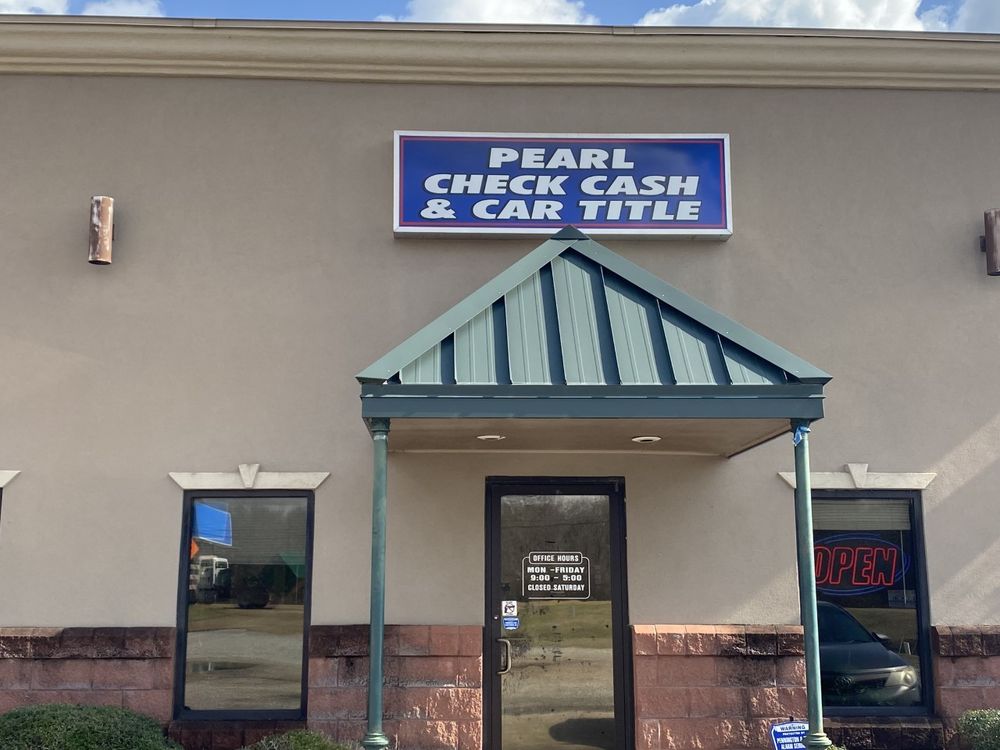 PEARL
CHECK CASH
& CAR TITLE
OFFICE HOURS
MON -FRIDAY
9:00 - 5:00
CLOSED SATURDAY
OPEN
WARNING